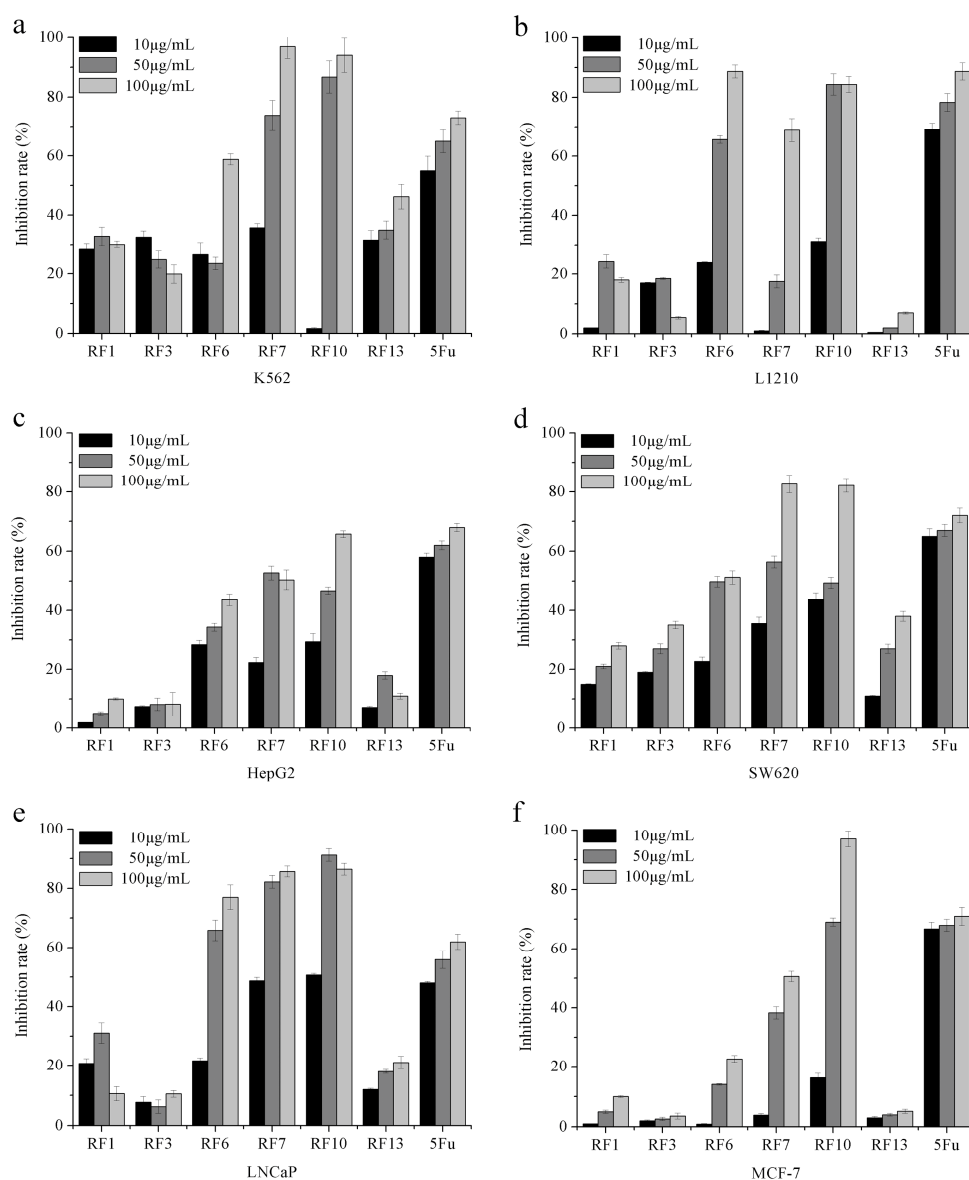 a
10μg/mL
50μg/mL
100μg/mL
Inhibition rate (%)
100
80
60
40
20
0
RF1 RF3 RF6 RF7 RF10 RF13 5Fu
K562
b
10μg/mL
50μg/mL
100μg/mL
Inhibition rate (%)
100
80
60
40
20
0
RF1 RF3 RF6 RF7 RF10 RF13 5Fu
L1210
c
10μg/mL
50μg/mL
100μg/mL
Inhibition rate (%)
100
80
60
40
20
0
RF1 RF3 RF6 RF7 RF10 RF13 5Fu
HepG2
d
10μg/mL
50μg/mL
100μg/mL
Inhibition rate (%)
100
80
60
40
20
0
RF1 RF3 RF6 RF7 RF10 RF13 5Fu
SW620
e
10μg/mL
50μg/mL
100μg/mL
Inhibition rate (%)
100
80
60
40
20
0
RF1 RF3 RF6 RF7 RF10 RF13 5Fu
LNCaP
f
10μg/mL
50μg/mL
100μg/mL
Inhibition rate (%)
100
80
60
40
20
0
RF1 RF3 RF6 RF7 RF10 RF13 5Fu
MCF-7